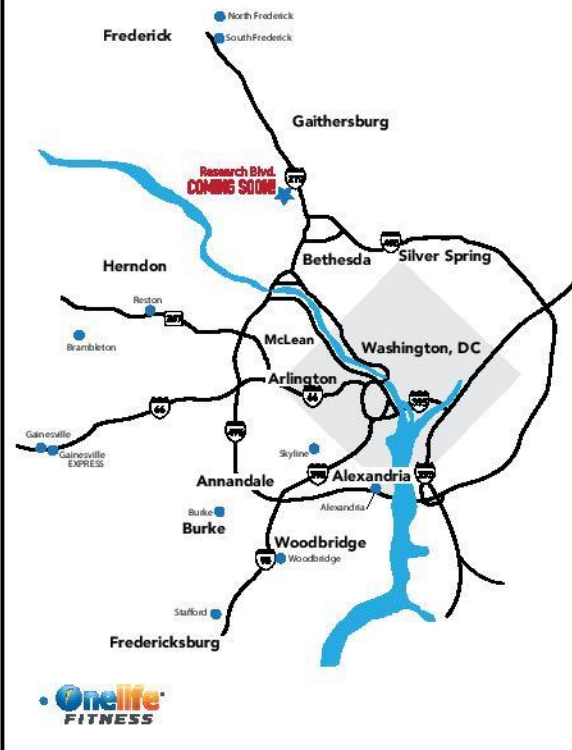 North Frederick
Frederick
South Frederick
Gaithersburg
270
Research Blvd.
COMING SOON!
495
Bethesda
Silver Spring
Herndon
Reston
267
Brambleton
McLean
Washington, DC
Arlington
66
66
395
495
Gainesville
Gainesville
EXPRESS
Skyline
395
Annandale
Alexandria
295
Alexandria
Burke
Burke
Woodbridge
95
Woodbridge
Stafford
Fredericksburg
Onelife
FITNESS